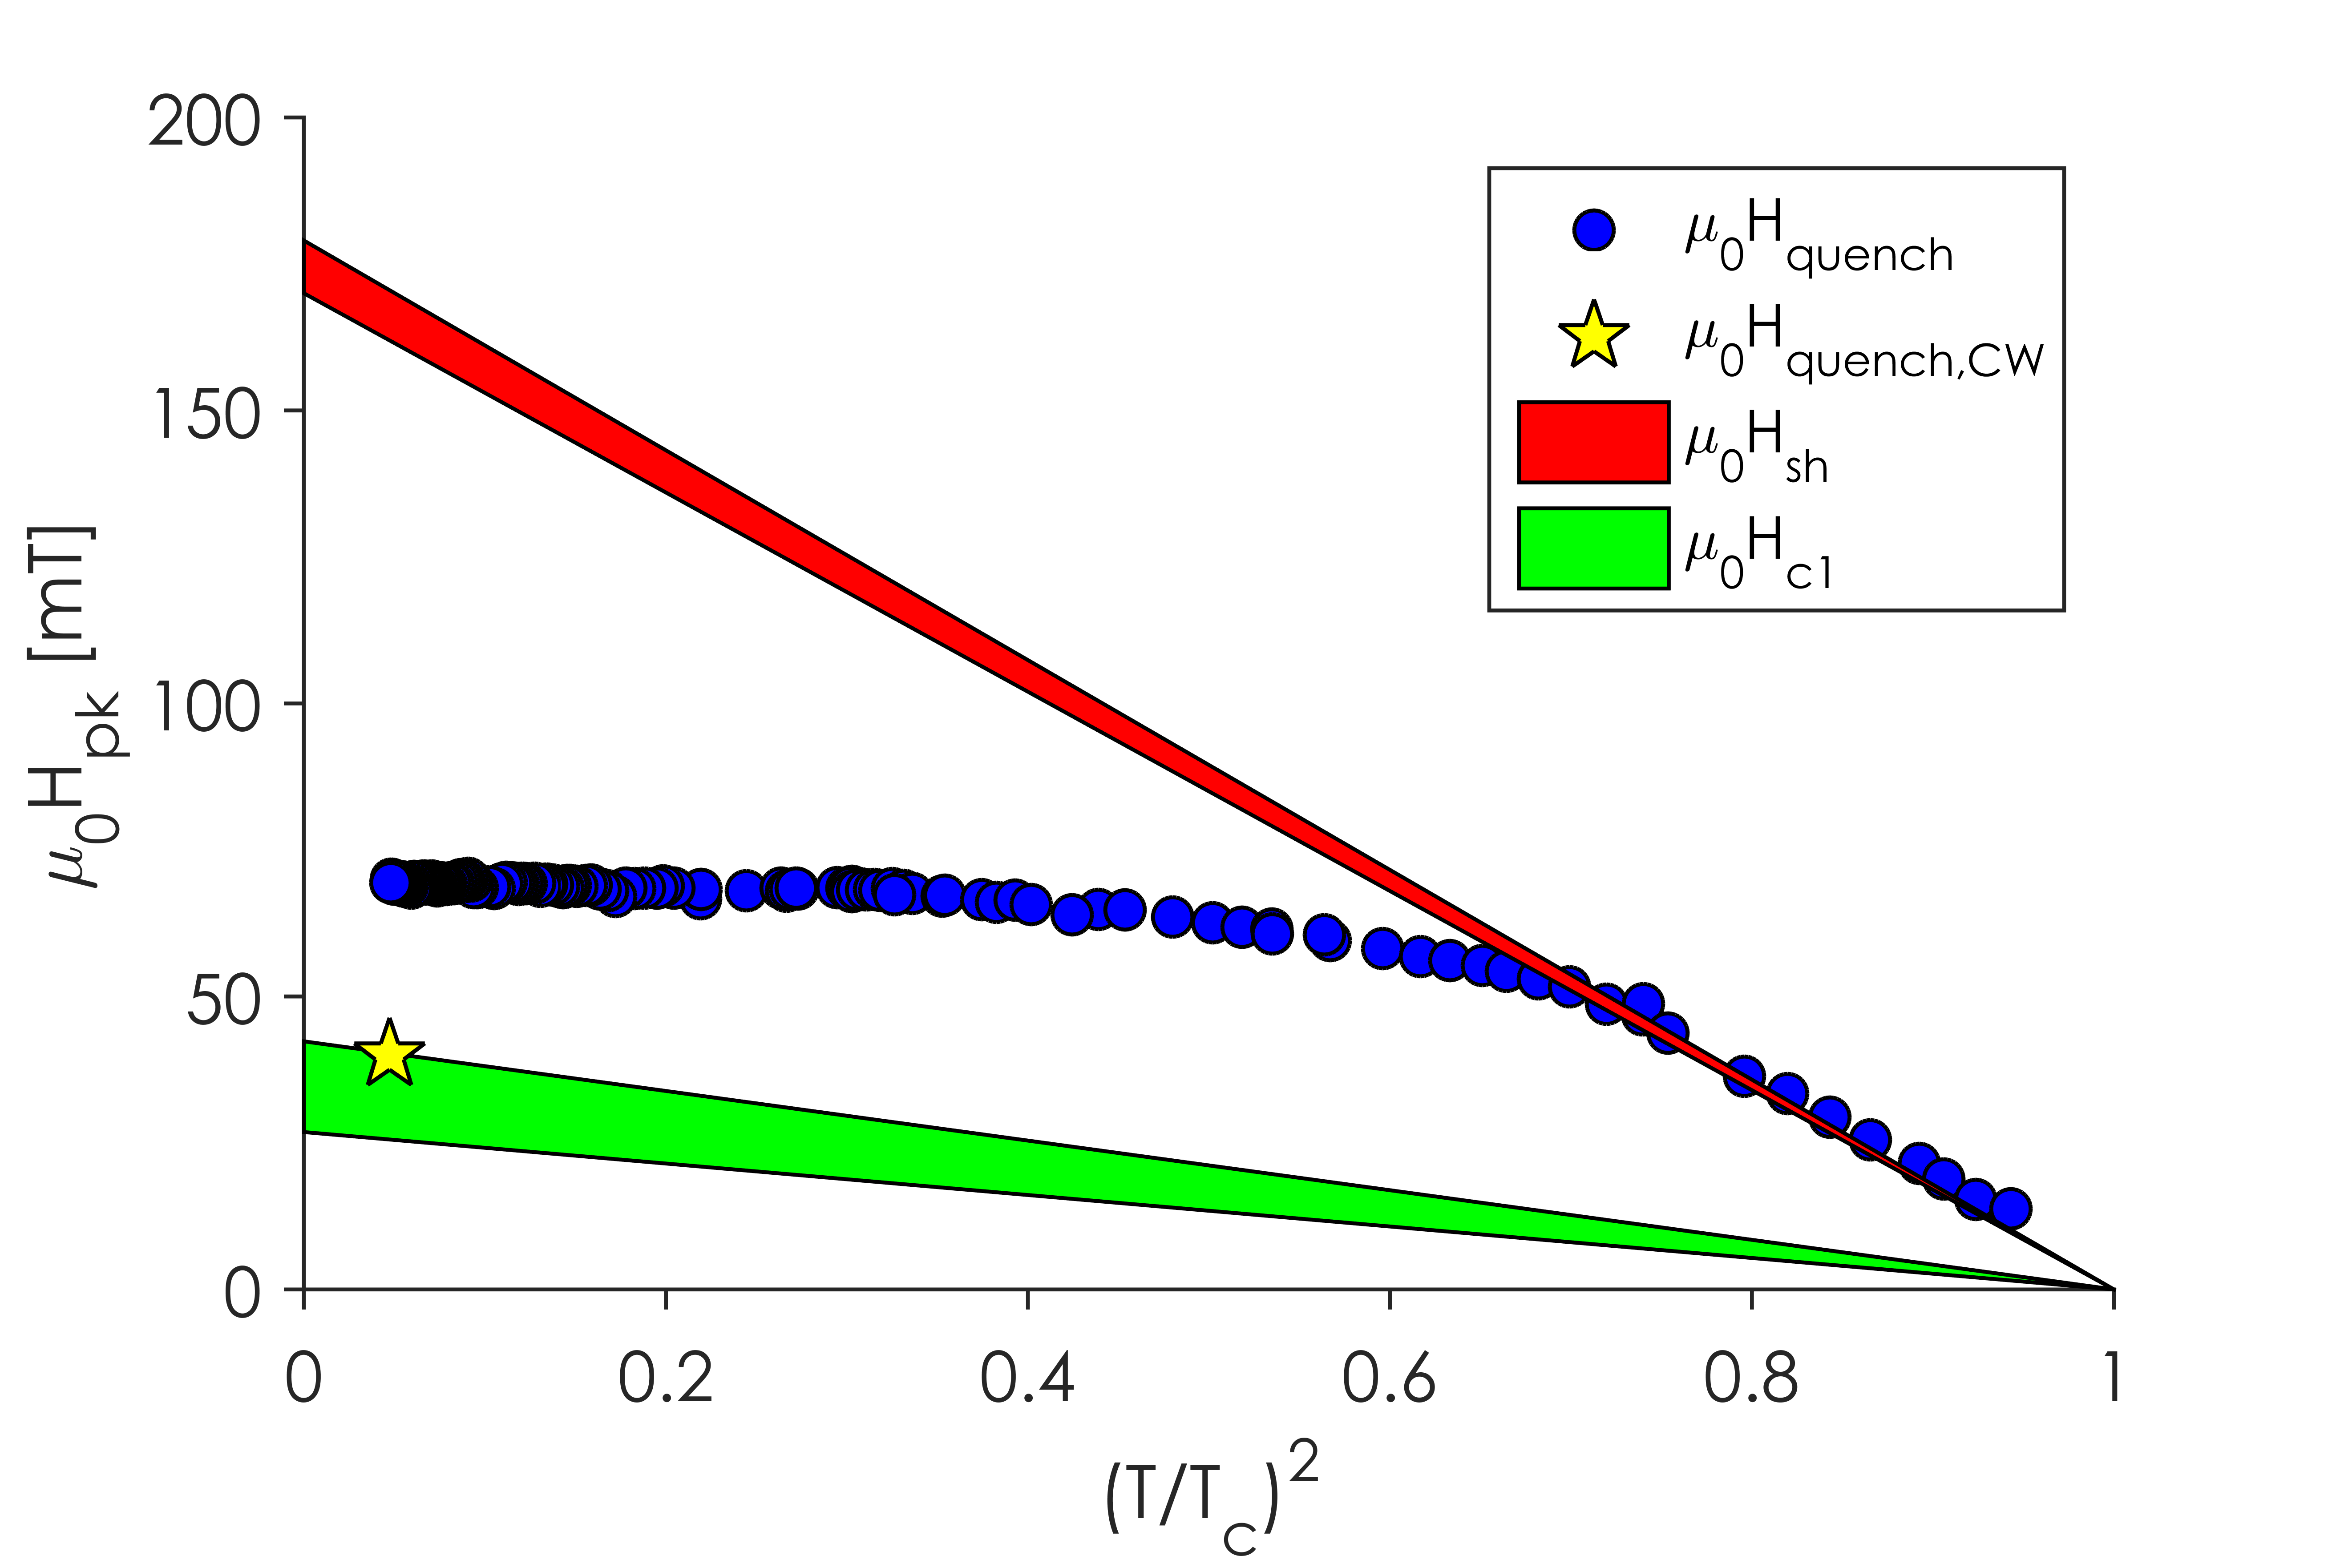 200
150
100
50
0
μ0Hpk [mT]
μ0Hquench
μ0Hquench,CW
μ0Hsh
μ0Hc1
0 0.2 0.4 0.6 0.8 1
(T/Tc)2